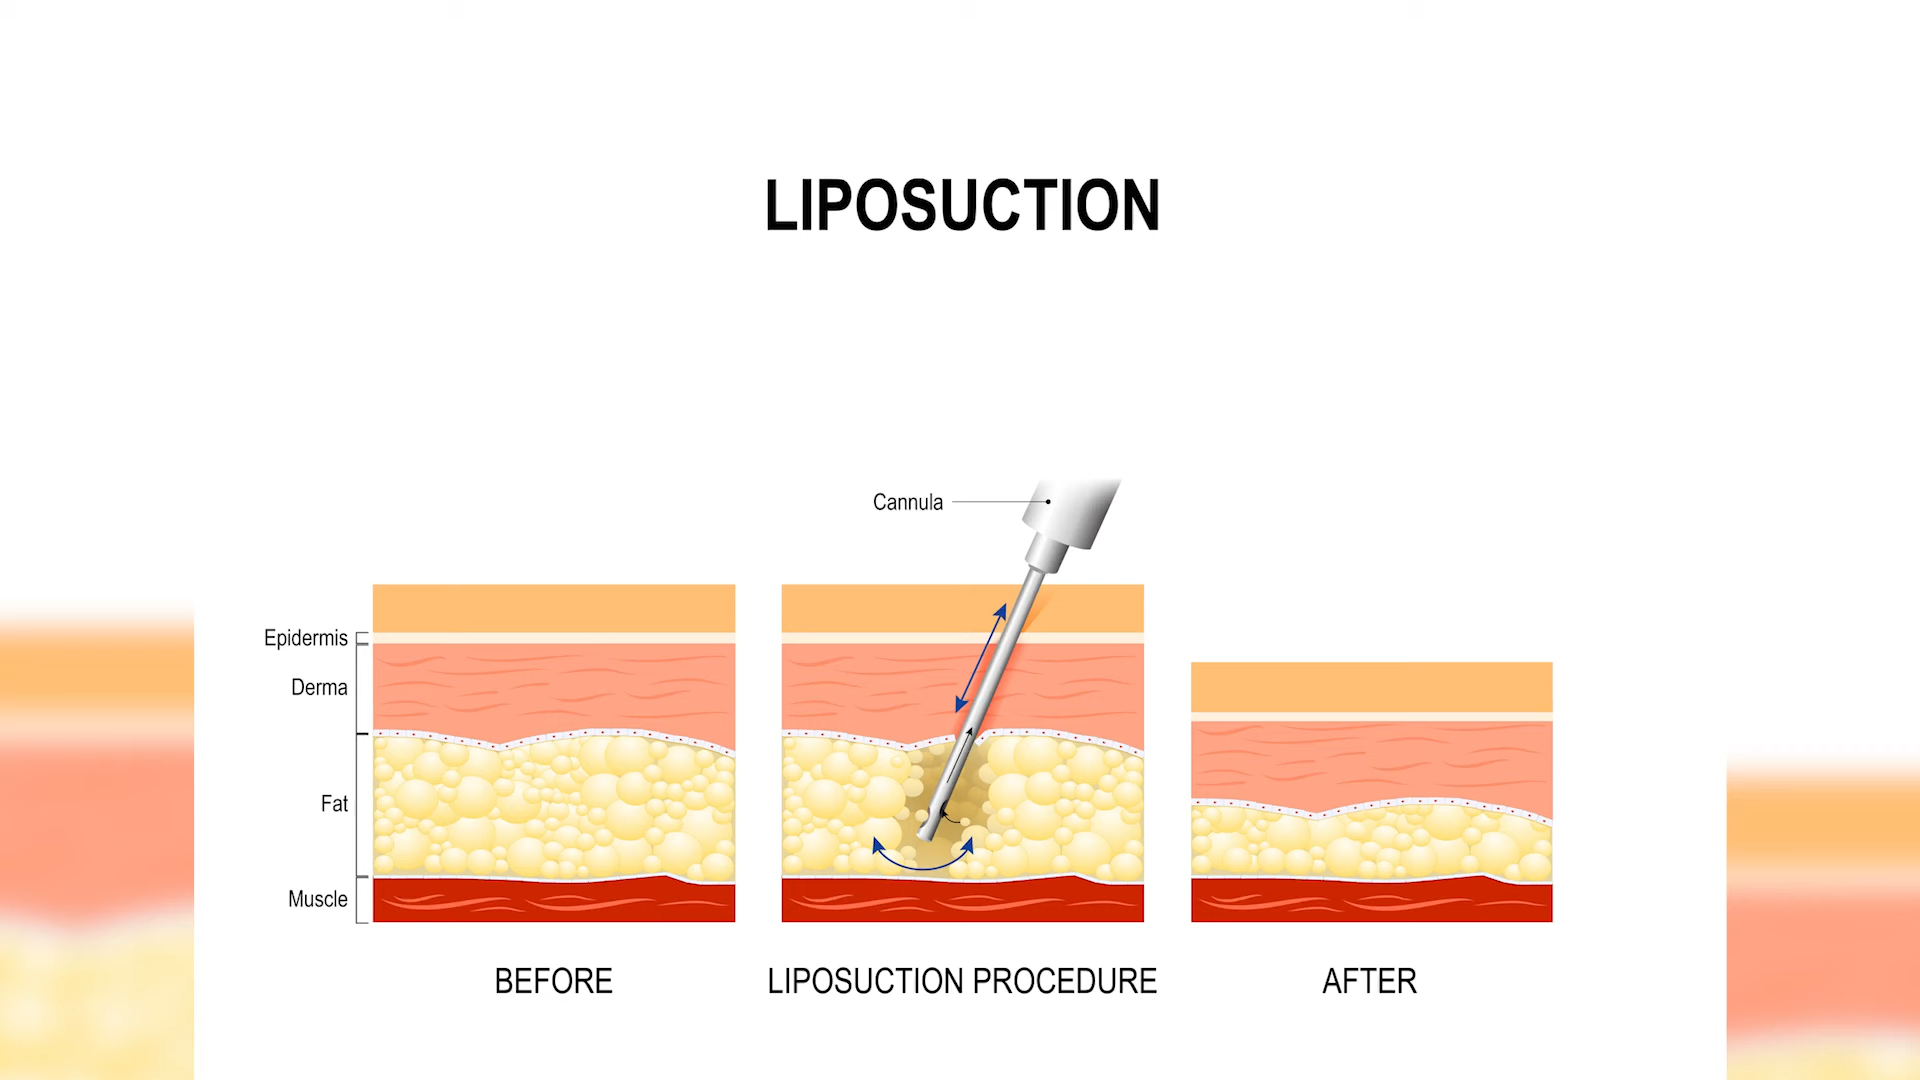 LIPOSUCTION
Cannula
Epidermis
Derma
Fat
Muscle
BEFORE
LIPOSUCTION PROCEDURE
AFTER